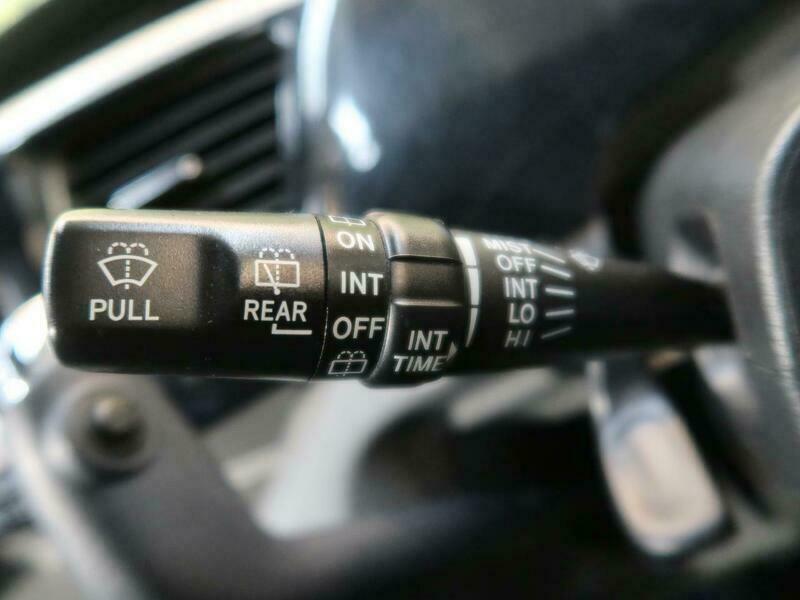 PULL
REAR
ON
INT
OFF
INT
TIME
MIST
OFF
INT
LO
HI